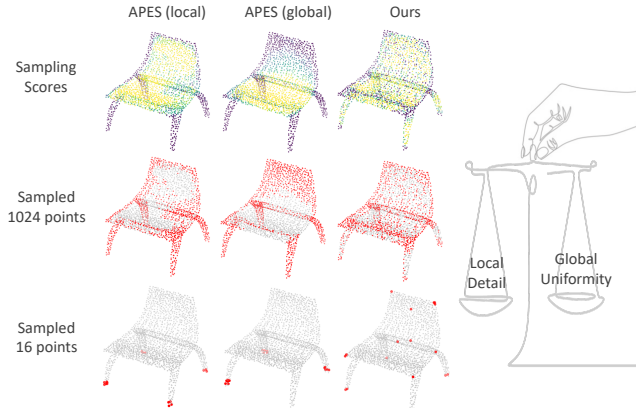 APES (local) APES (global) Ours
Sampling
Scores
Sampled
1024 points
Local
Detail
Global
Uniformity
Sampled
16 points